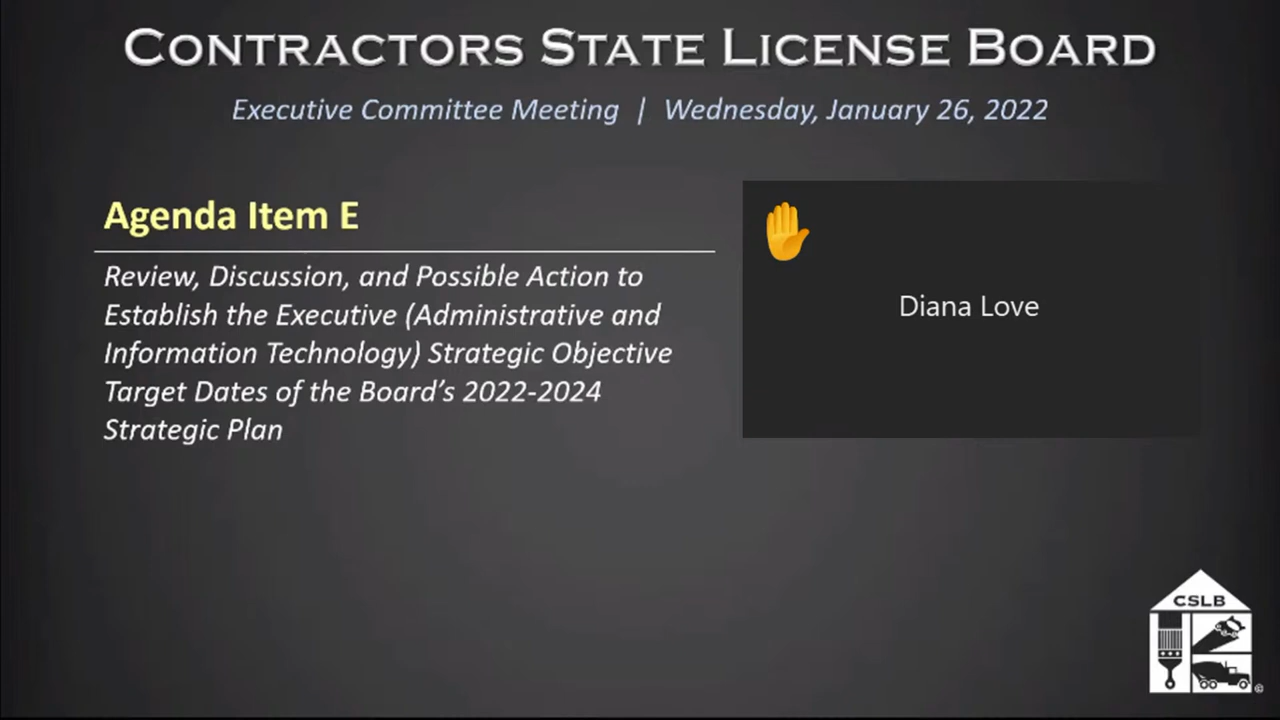 CONTRACTORS STATE LICENSE BOARD
Executive Committee Meeting | Wednesday, January 26, 2022
Agenda Item E
Review, Discussion, and Possible Action to
Establish the Executive (Administrative and
Information Technology) Strategic Objective
Target Dates of the Board’s 2022-2024
Strategic Plan
Diana Love
CSLB
©